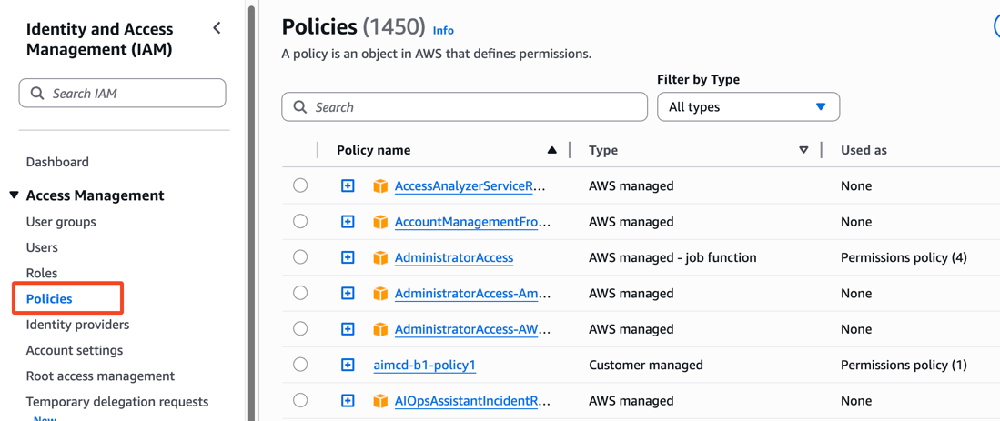 Identity and Access
Management (IAM)
Search IAM
Dashboard
Access Management
User groups
Users
Roles
Policies
Identity providers
Account settings
Root access management
Temporary delegation requests
New
Policies (1450) Info
A policy is an object in AWS that defines permissions.
Filter by Type
Search
All types
Policy name Type Used as
AccessAnalyzerServiceR... AWS managed None
AccountManagementFro... AWS managed None
AdministratorAccess AWS managed - job function Permissions policy (4)
AdministratorAccess-Am... AWS managed None
AdministratorAccess-AW... AWS managed None
aimcd-b1-policy1 Customer managed Permissions policy (1)
AIOpsAssistantIncidentR... AWS managed None